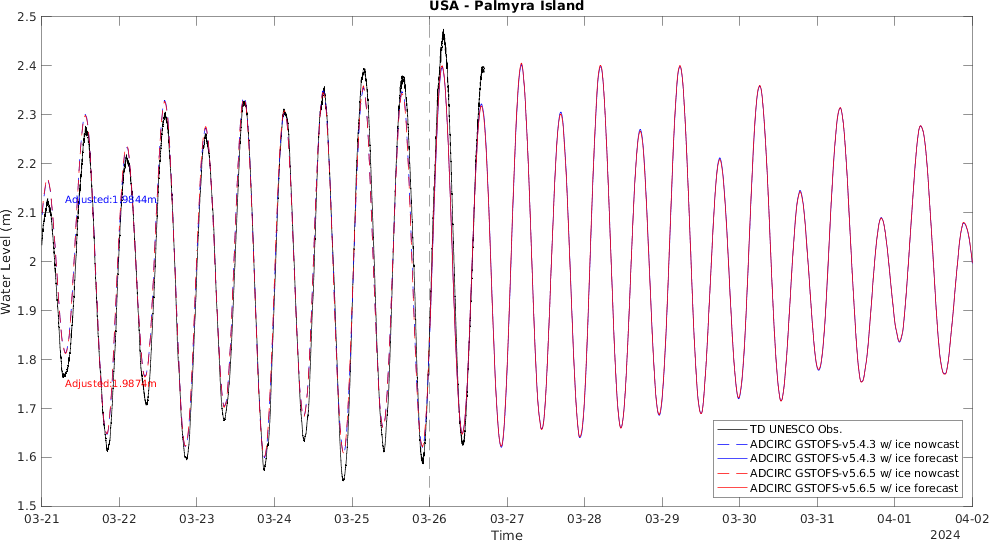 USA - Palmyra Island
2.5
2.4
2.3
2.2
2.1
2
1.9
1.8
1.7
1.6
1.5
Water Level (m)
Adjusted:1.9844m
Adjusted:1.9874m
TD UNESCO Obs.
ADCIRC GSTOFS-v5.4.3 w/ ice nowcast
ADCIRC GSTOFS-v5.4.3 w/ ice forecast
ADCIRC GSTOFS-v5.6.5 w/ ice nowcast
ADCIRC GSTOFS-v5.6.5 w/ ice forecast
03-21 03-22 03-23 03-24 03-25 03-26 03-27 03-28 03-29 03-30 03-31 04-01 04-02
Time
2024